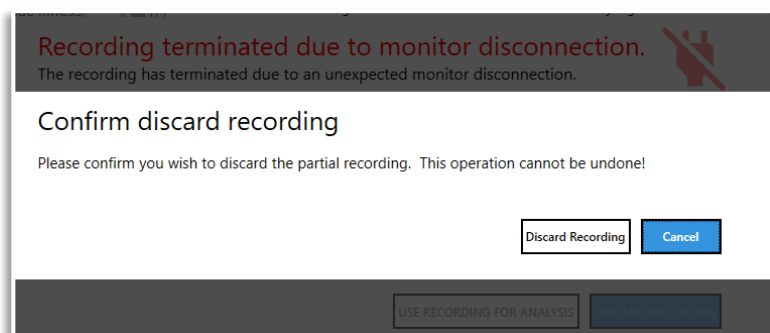 Recording terminated due to monitor disconnection.
The recording has terminated due to an unexpected monitor disconnection.
Confirm discard recording
Please confirm you wish to discard the partial recording. This operation cannot be undone!
Discard Recording Cancel
USE RECORDING FOR ANALYSIS DISCARD RECORDING